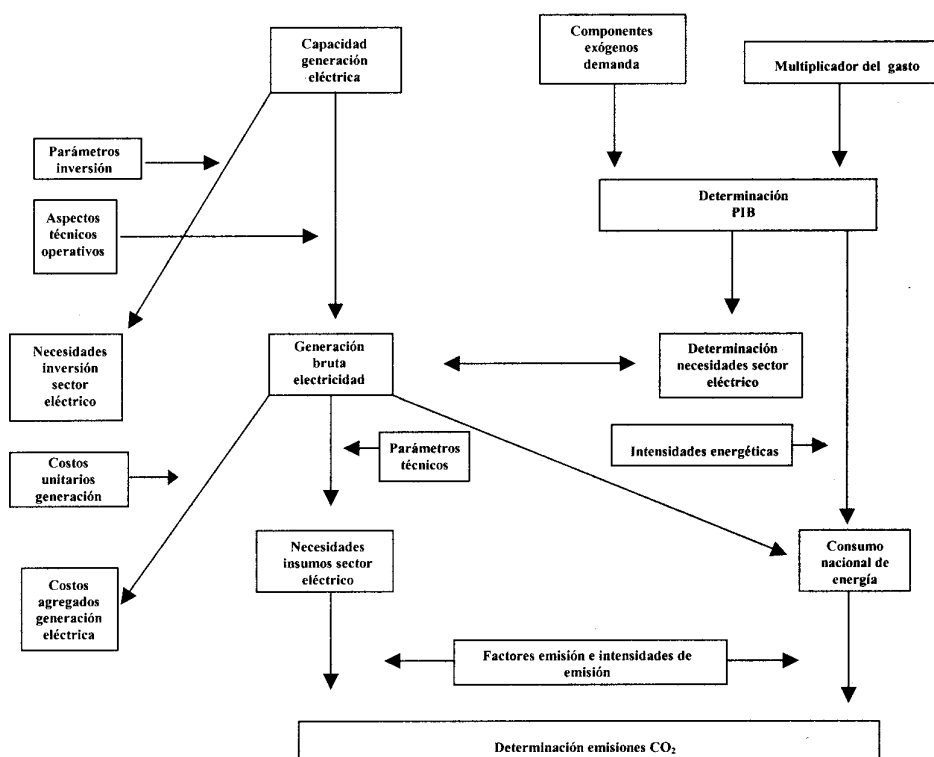 Capacidad
generación
eléctrica
Componentes
exógenos
demanda
Multiplicador del gasto
Parámetros
inversión
Determinación
PIB
Aspectos
técnicos
operativos
Necesidades
inversión
sector
eléctrico
Generación
bruta
electricidad
Determinación
necesidades sector
eléctrico
Parámetros
técnicos
Intensidades energéticas
Costos
unitarios
generación
Necesidades
insumos sector
eléctrico
Consumo
nacional de
energía
Costos
agregados
generación
eléctrica
Factores emisión e intensidades de
emisión
Determinación emisiones CO₂